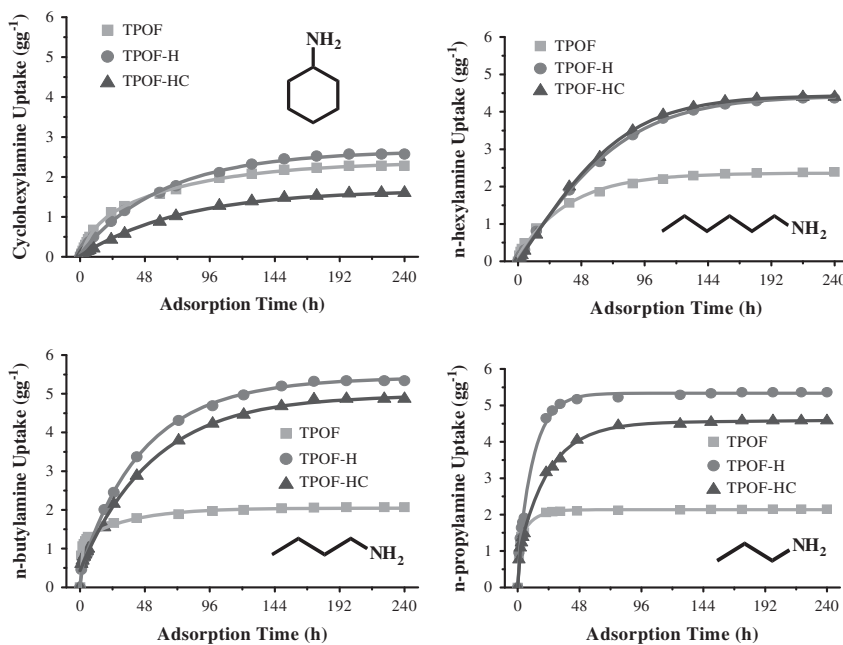 Cyclohexylamine Uptake (gg⁻¹)
6
5
4
3
2
1
0
TPOF
TPOF-H
TPOF-HC
NH₂
0 48 96 144 192 240
Adsorption Time (h)
n-hexylamine Uptake (gg⁻¹)
6
5
4
3
2
1
0
TPOF
TPOF-H
TPOF-HC
NH₂
0 48 96 144 192 240
Adsorption Time (h)
n-butylamine Uptake (gg⁻¹)
6
5
4
3
2
1
0
TPOF
TPOF-H
TPOF-HC
NH₂
0 48 96 144 192 240
Adsorption Time (h)
n-propylamine Uptake (gg⁻¹)
6
5
4
3
2
1
0
TPOF
TPOF-H
TPOF-HC
NH₂
0 48 96 144 192 240
Adsorption Time (h)